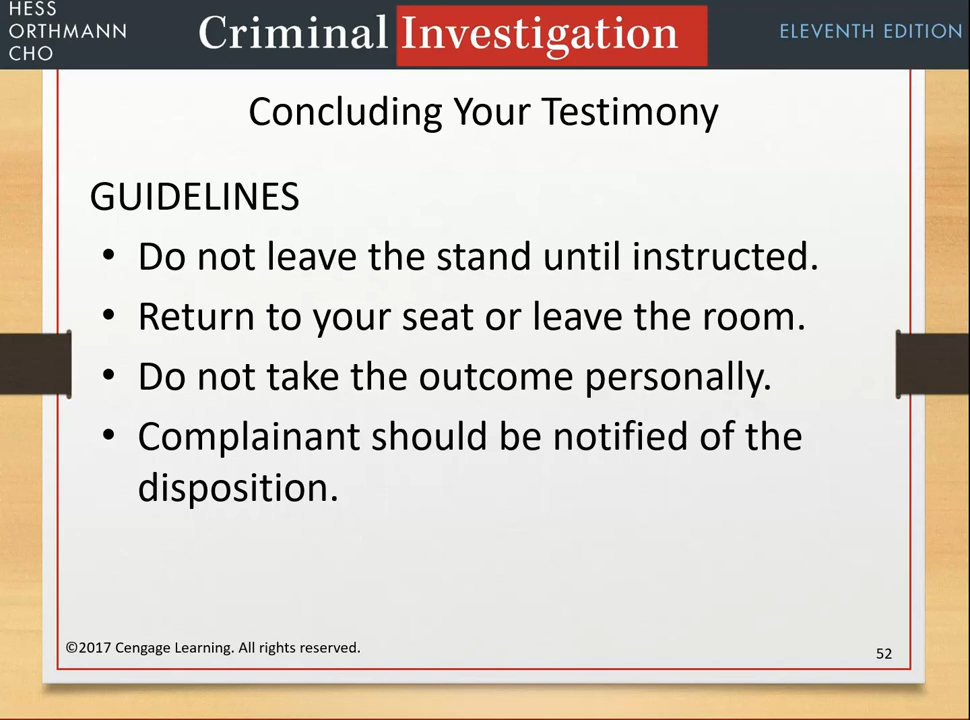 HESS
ORTHMANN
CHO
Criminal Investigation
ELEVENTH EDITION
Concluding Your Testimony
GUIDELINES
• Do not leave the stand until instructed.
• Return to your seat or leave the room.
• Do not take the outcome personally.
• Complainant should be notified of the
disposition.
©2017 Cengage Learning. All rights reserved.
52